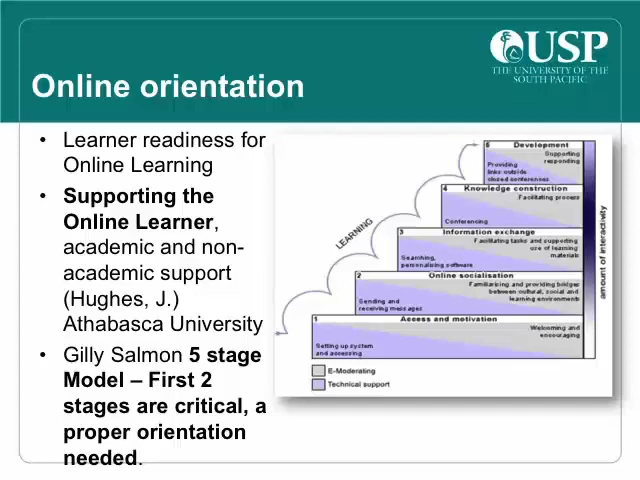 USP
THE UNIVERSITY OF THE
SOUTH PACIFIC
Online orientation
• Learner readiness for
Online Learning
• Supporting the
Online Learner,
academic and non-
academic support
(Hughes, J.)
Athabasca University
• Gilly Salmon 5 stage
Model – First 2
stages are critical, a
proper orientation
needed.
5 Development
Supporting
responding
Providing
links outside
closed conferences
4 Knowledge construction
Facilitating process
Conferencing
3 Information exchange
Facilitating tasks and supporting
use of learning
materials
Searching,
personalising software
2 Online socialisation
Familiarising and providing bridges
between cultural, social and
learning environments
Sending and
receiving messages
1 Access and motivation
Welcoming and
encouraging
Setting up system
and accessing
LEARNING
amount of interactivity
E-Moderating
Technical support